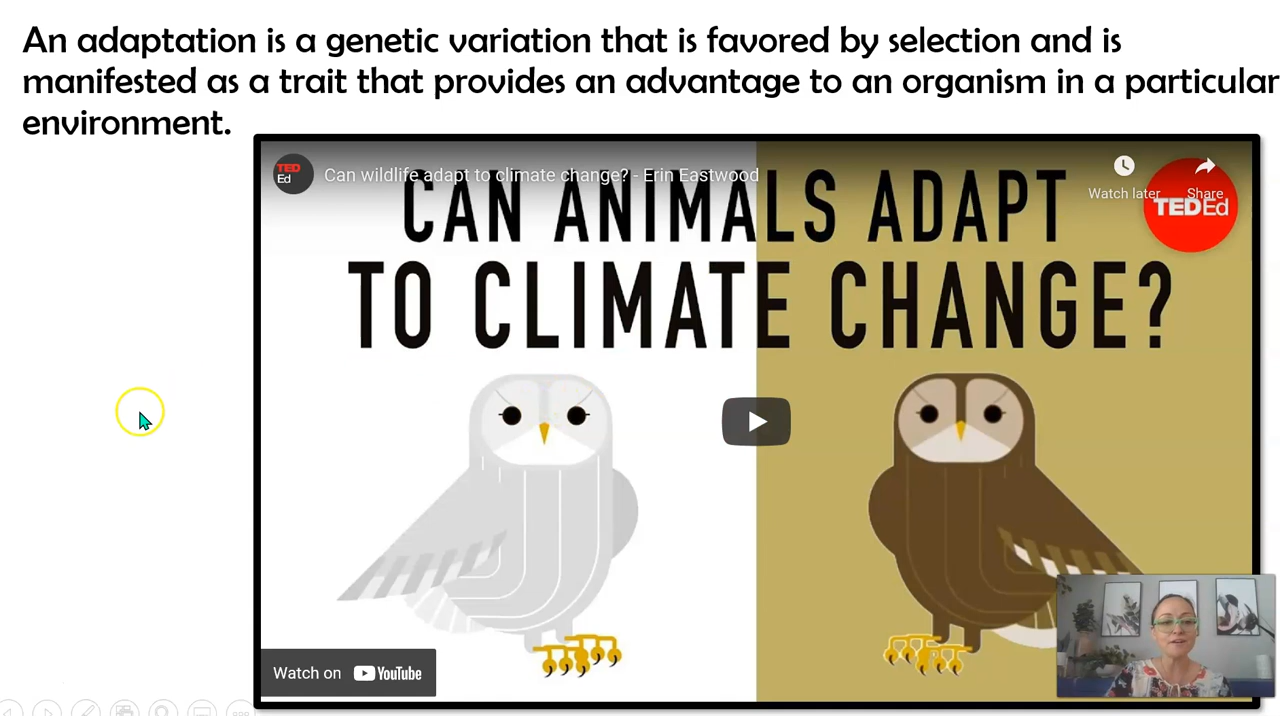 An adaptation is a genetic variation that is favored by selection and is
manifested as a trait that provides an advantage to an organism in a particular
environment.
TED
Ed
Can wildlife adapt to climate change? - Erin Eastwood
Watch later
Share
CAN ANIMALS ADAPT
TEDEd
TO CLIMATE CHANGE?
Watch on YouTube